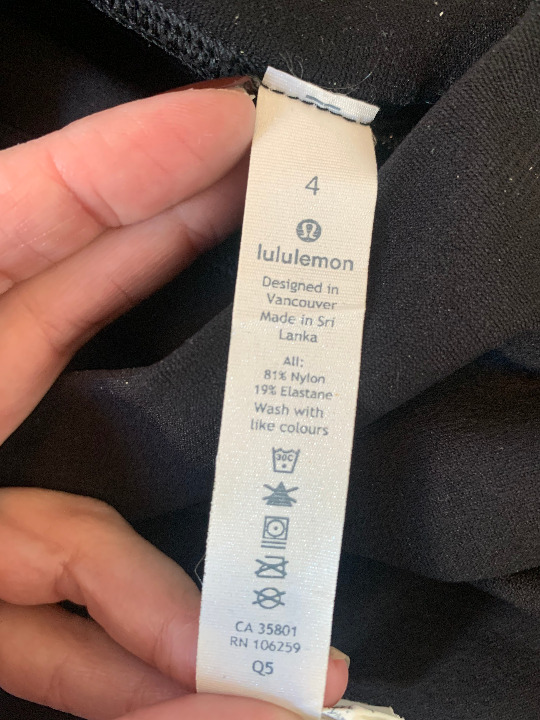 4
lululemon
Designed in
Vancouver
Made in Sri
Lanka
All:
81% Nylon
19% Elastane
Wash with
like colours
30C
CA 35801
RN 106259
Q5